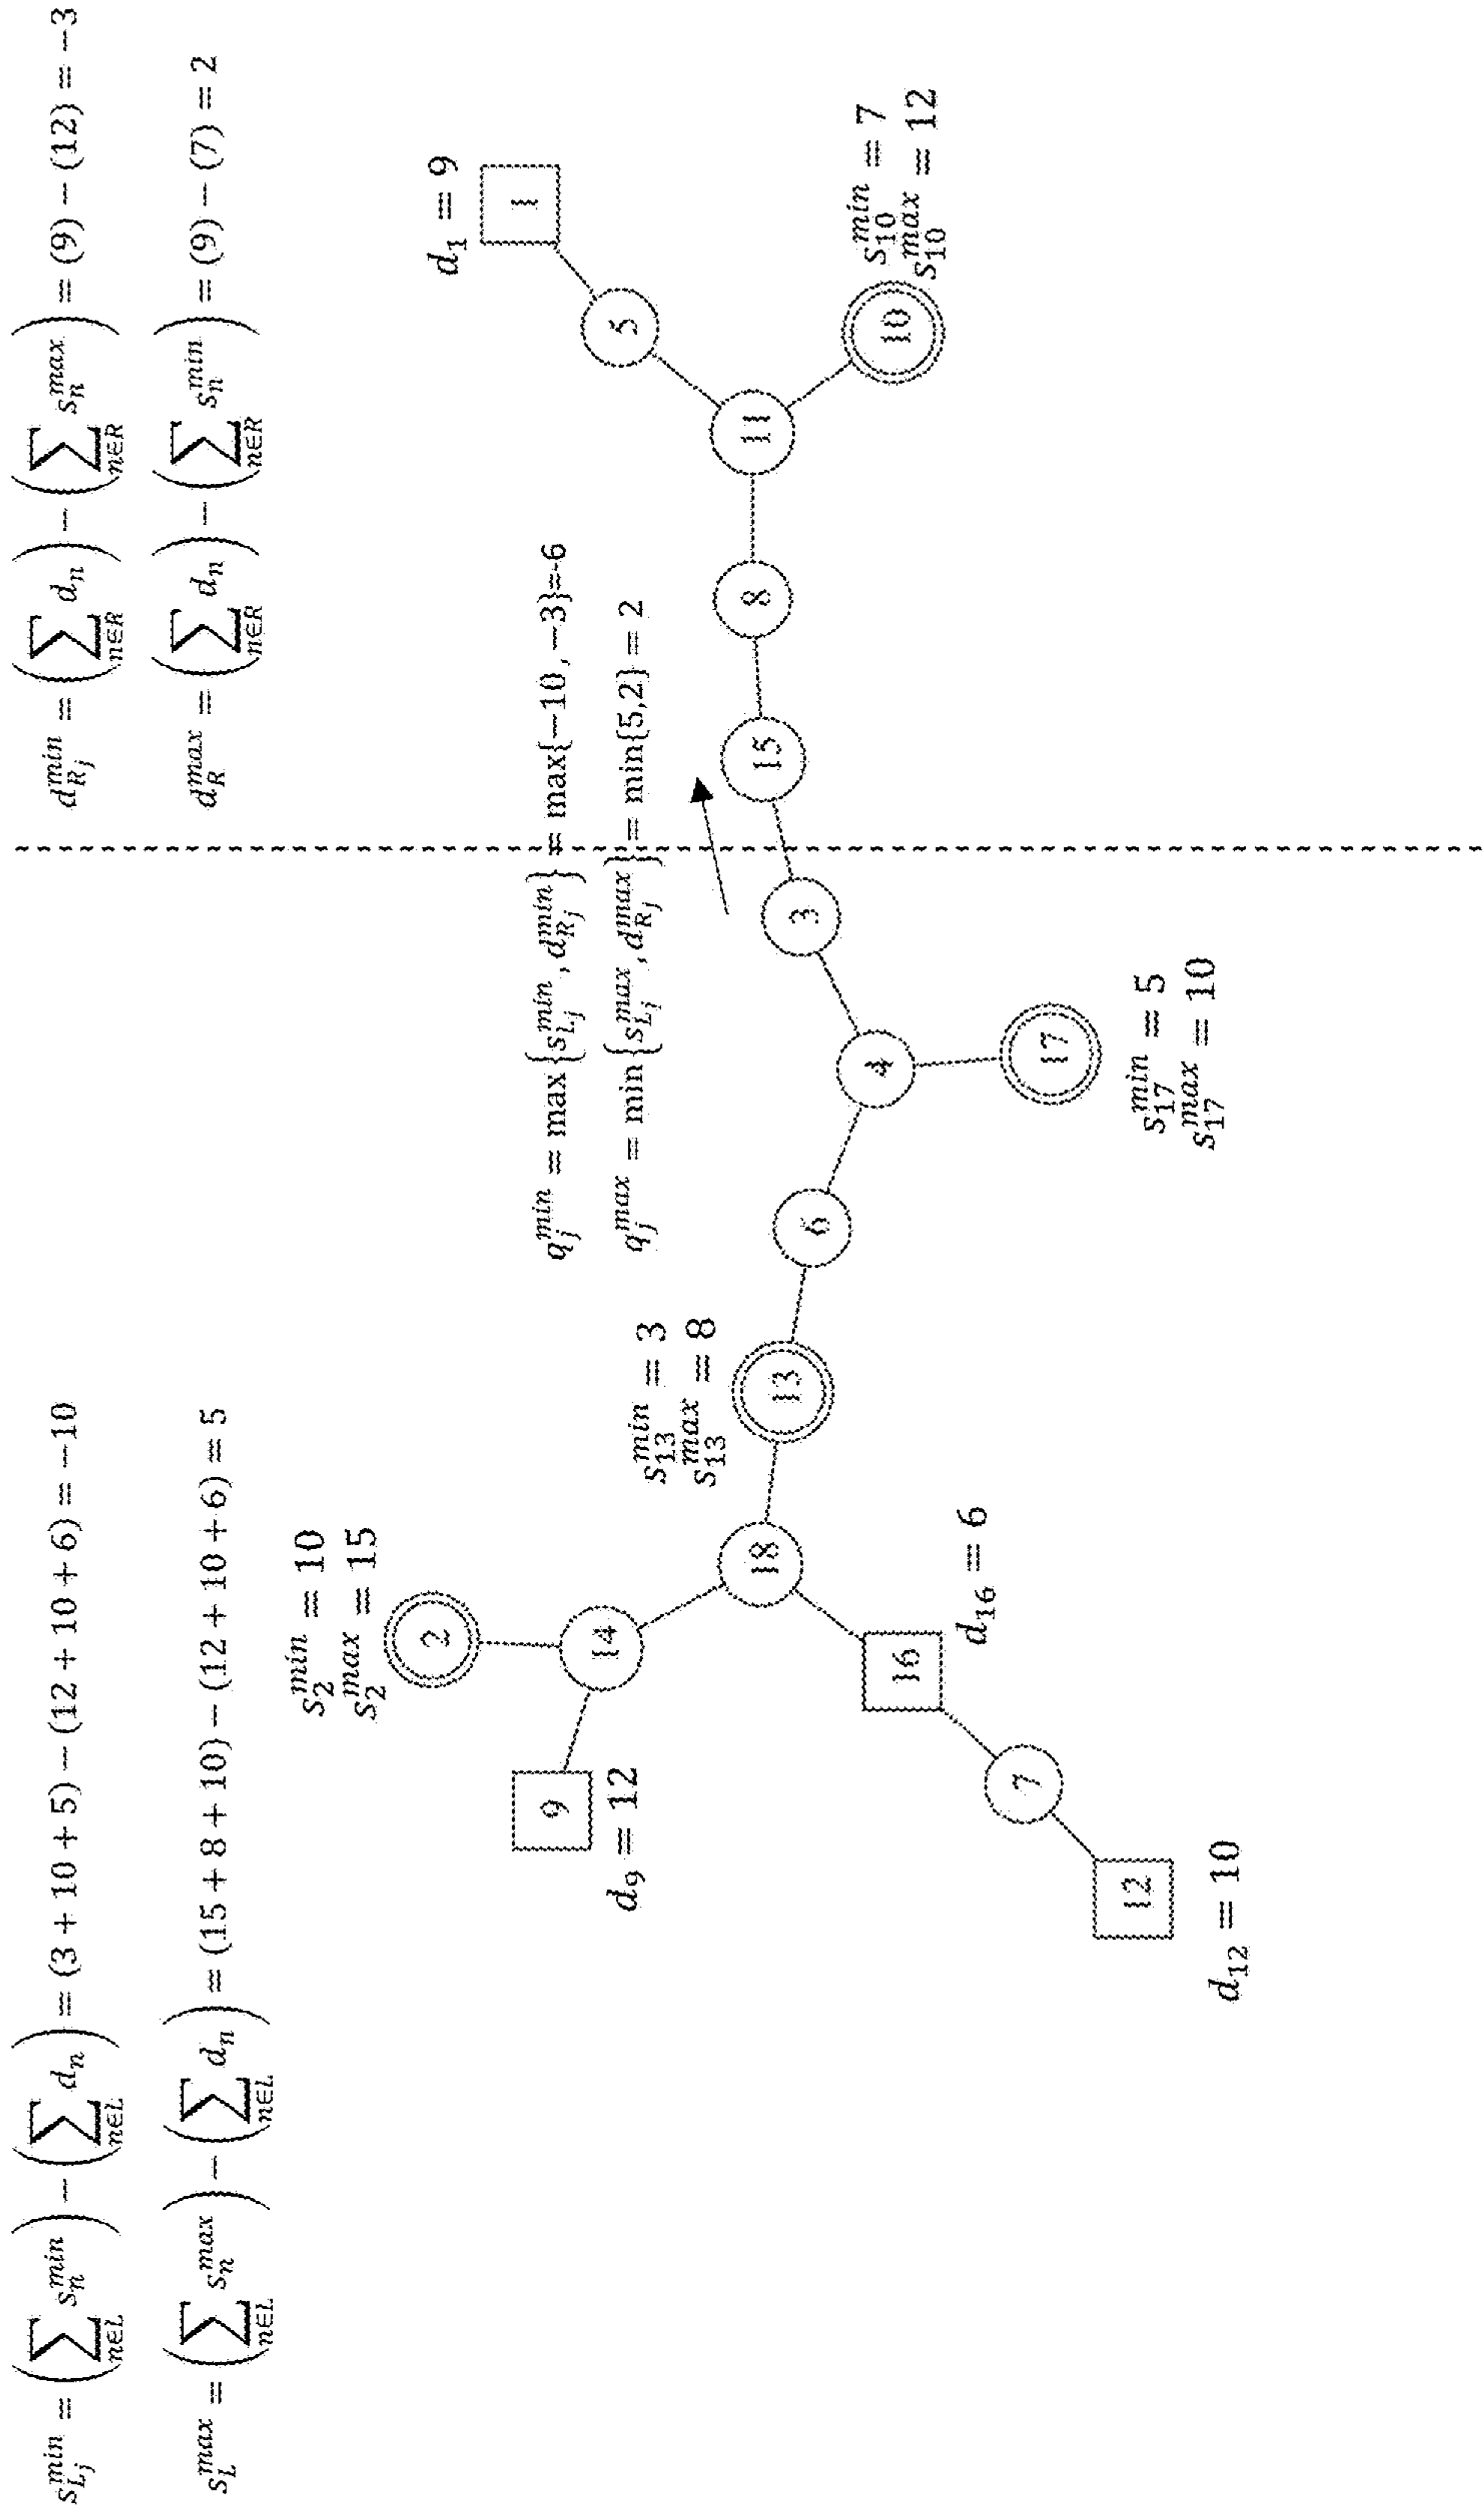 s_{L_j}^{min} = (∑_{n∈L} s_n^{min}) − (∑_{n∈L} d_n) = (3 + 10 + 5) − (12 + 10 + 6) = −10
s_L^{max} = (∑_{n∈L} s_n^{max}) − (∑_{n∈L} d_n) = (15 + 8 + 10) − (12 + 10 + 6) = 5
d_{R_j}^{min} = (∑_{n∈R} d_n) − (∑_{n∈R} s_n^{max}) = (9) − (12) = −3
d_R^{max} = (∑_{n∈R} d_n) − (∑_{n∈R} s_n^{min}) = (9) − (7) = 2
s_2^{min} = 10
s_2^{max} = 15
2
14
9
d_9 = 12
18
16
d_{16} = 6
7
12
d_{12} = 10
s_{13}^{min} = 3
s_{13}^{max} = 8
13
6
4
17
s_{17}^{min} = 5
s_{17}^{max} = 10
3
q_j^{min} = max{s_{L_j}^{min}, d_{R_j}^{min}} = max{−10, −3}=-6
q_j^{max} = min{s_{L_j}^{max}, d_{R_j}^{max}} = min{5,2} = 2
15
8
11
5
d_1 = 9
1
10
s_{10}^{min} = 7
s_{10}^{max} = 12